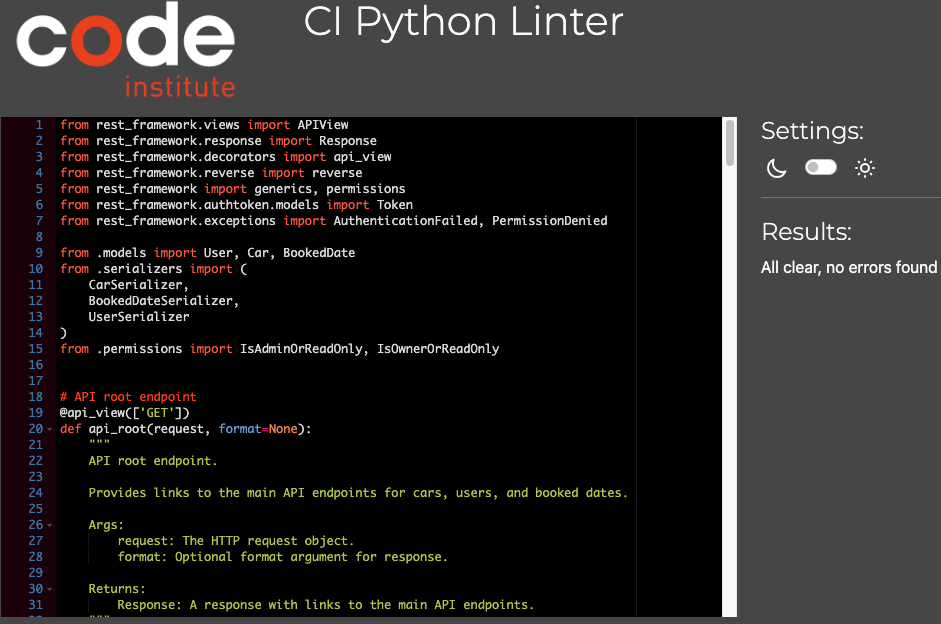 code
institute
CI Python Linter
1 from rest_framework.views import APIView
2 from rest_framework.response import Response
3 from rest_framework.decorators import api_view
4 from rest_framework.reverse import reverse
5 from rest_framework import generics, permissions
6 from rest_framework.authtoken.models import Token
7 from rest_framework.exceptions import AuthenticationFailed, PermissionDenied
8
9 from .models import User, Car, BookedDate
10 from .serializers import (
11     CarSerializer,
12     BookedDateSerializer,
13     UserSerializer
14 )
15 from .permissions import IsAdminOrReadOnly, IsOwnerOrReadOnly
16
17
18 # API root endpoint
19 @api_view(['GET'])
20 def api_root(request, format=None):
21     """
22     API root endpoint.
23
24     Provides links to the main API endpoints for cars, users, and booked dates.
25
26     Args:
27         request: The HTTP request object.
28         format: Optional format argument for response.
29
30     Returns:
31         Response: A response with links to the main API endpoints.
Settings:
Results:
All clear, no errors found